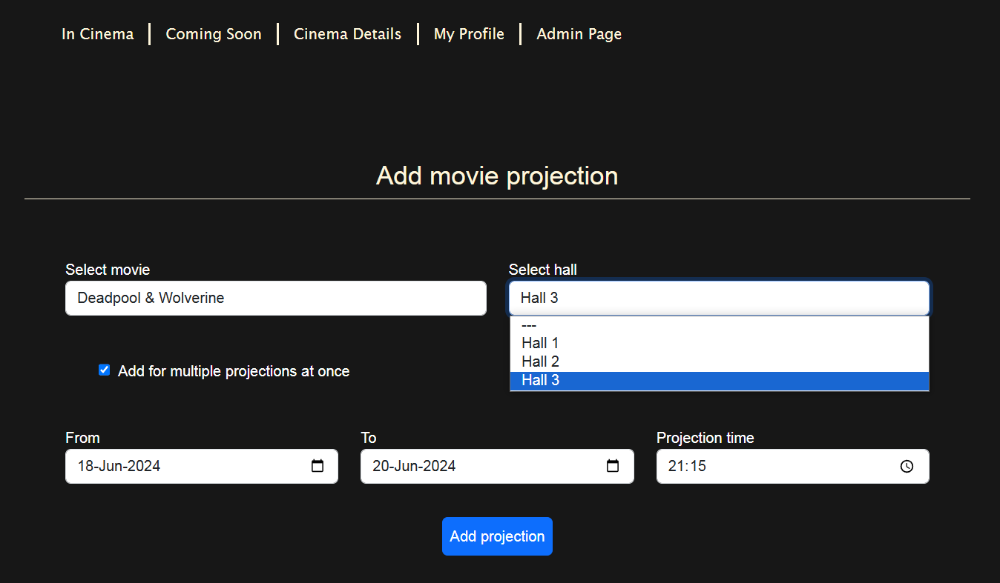 In Cinema | Coming Soon | Cinema Details | My Profile | Admin Page
Add movie projection
Select movie
Select hall
Deadpool & Wolverine
Hall 3
---
Hall 1
Hall 2
Hall 3
Add for multiple projections at once
From
To
Projection time
18-Jun-2024
20-Jun-2024
21:15
Add projection